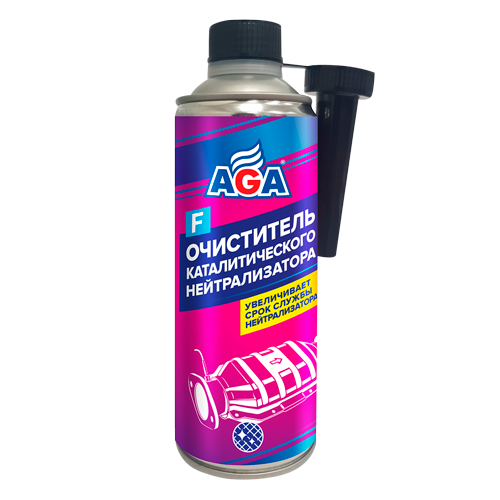 AGA®
F
ОЧИСТИТЕЛЬ
КАТАЛИТИЧЕСКОГО
НЕЙТРАЛИЗАТОРА
УВЕЛИЧИВАЕТ
СРОК СЛУЖБЫ
НЕЙТРАЛИЗАТОРА